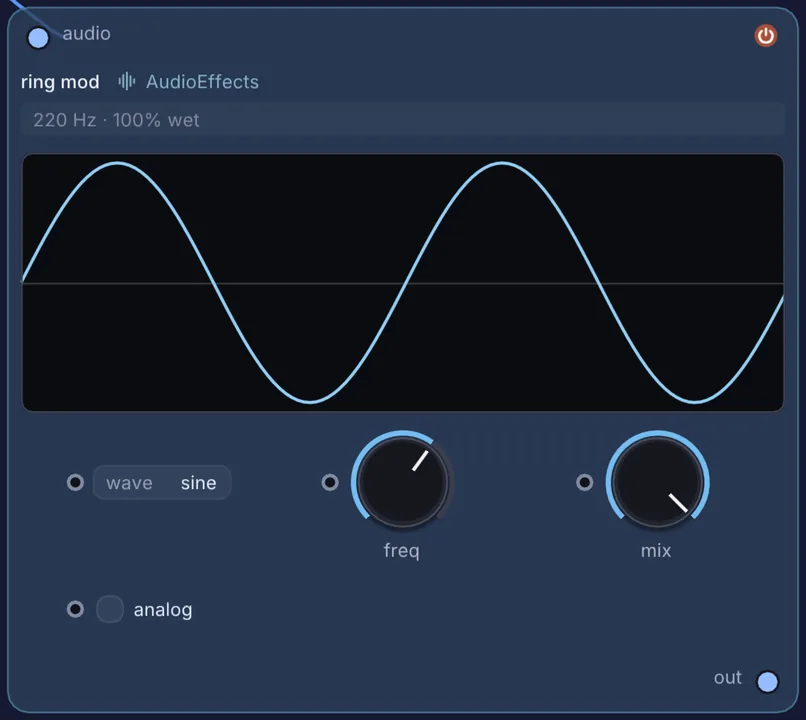 audio
ring mod AudioEffects
220 Hz · 100% wet
wave sine
freq
mix
analog
out